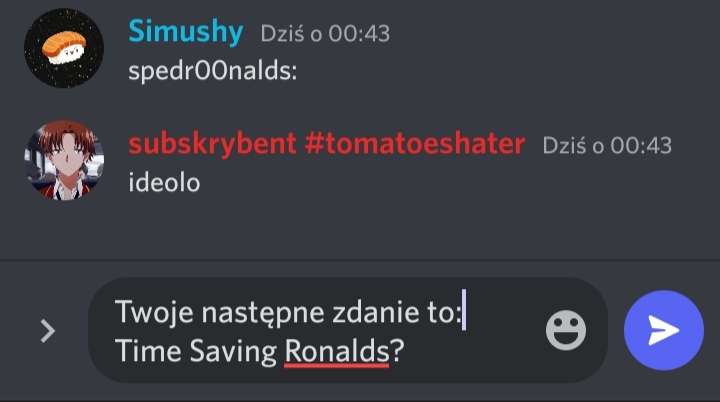 Simushy Dziś o 00:43
spedr00nalds:
subskrybent #tomatoeshater Dziś o 00:43
ideolo
Twoje następne zdanie to:
Time Saving Ronalds?